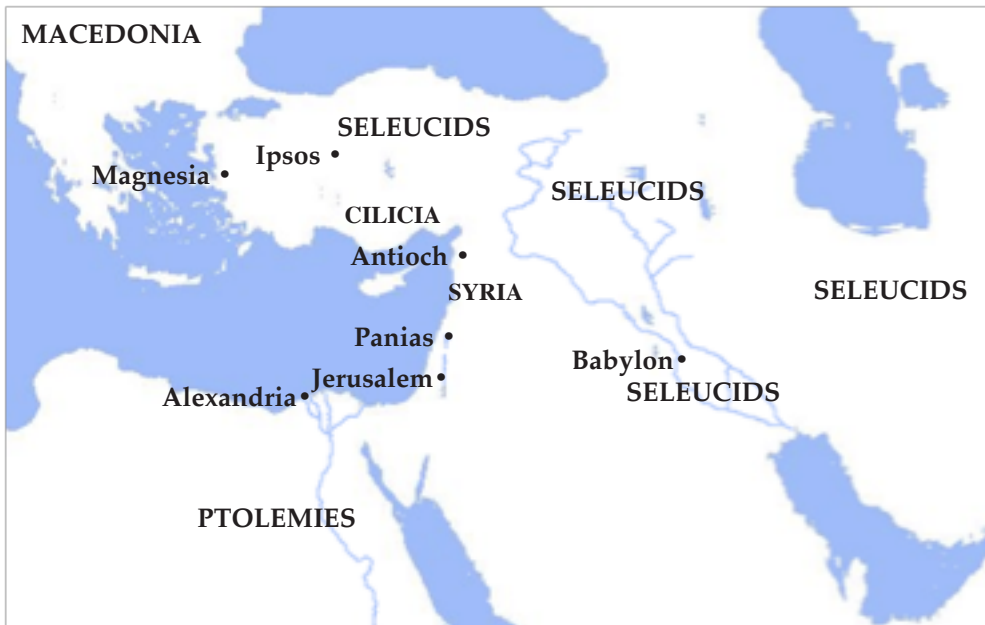 MACEDONIA
SELEUCIDS
Ipsos
Magnesia
SELEUCIDS
CILICIA
Antioch
SYRIA
SELEUCIDS
Panias
Babylon
Jerusalem
SELEUCIDS
Alexandria
PTOLEMIES